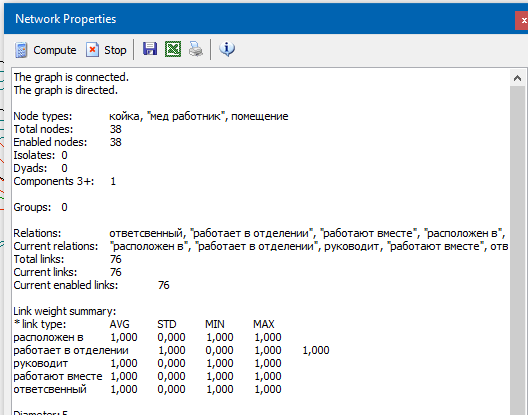 Network Properties
Compute Stop
The graph is connected.
The graph is directed.
Node types: койка, "мед работник", помещение
Total nodes: 38
Enabled nodes: 38
Isolates: 0
Dyads: 0
Components 3+: 1
Groups: 0
Relations: ответсвенный, "работает в отделении", "работают вместе", "расположен в",
Current relations: "расположен в", "работает в отделении", руководит, "работают вместе", отв
Total links: 76
Current links: 76
Current enabled links: 76
Link weight summary:
* link type: AVG STD MIN MAX
расположен в 1,000 0,000 1,000 1,000
работает в отделении 1,000 0,000 1,000 1,000
руководит 1,000 0,000 1,000 1,000
работают вместе 1,000 0,000 1,000 1,000
ответсвенный 1,000 0,000 1,000 1,000
Diameter: 5